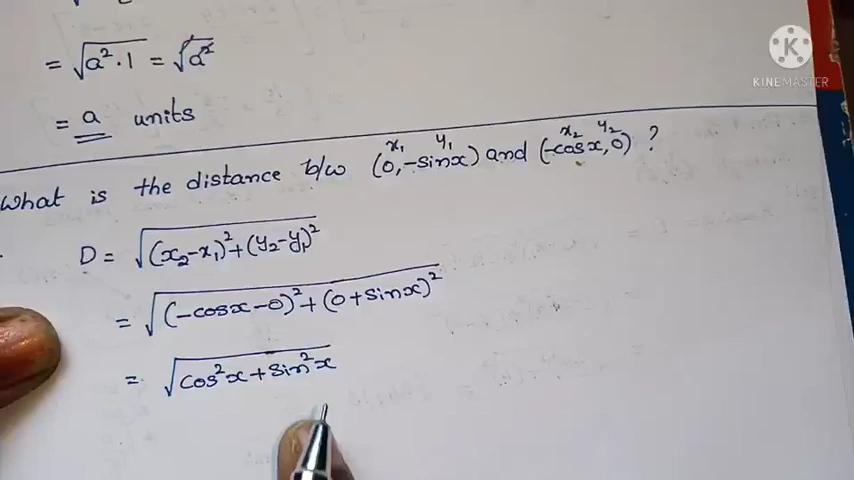 = √a²·1 = √a²
= a units
What is the distance b/w (0, -sinx) and (-cosx, 0) ?
x₁ y₁ x₂ y₂
D = √(x₂-x₁)²+(y₂-y₁)²
= √(-cosx-0)²+(0+sinx)²
= √cos²x+sin²x
KINEMASTER